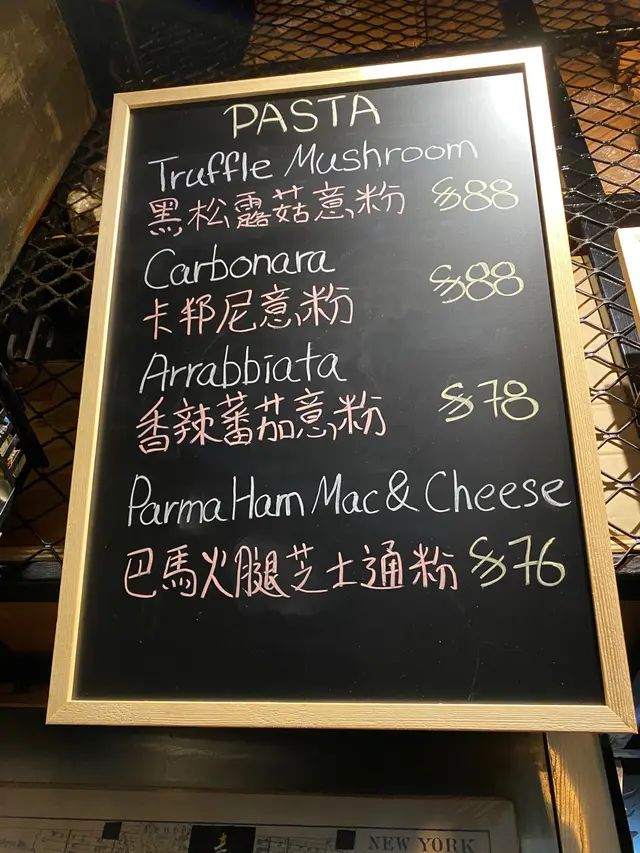 PASTA
Truffle Mushroom
黑松露菇意粉 $88
Carbonara
卡邦尼意粉 $88
Arrabbiata
香辣蕃茄意粉 $78
Parma Ham Mac & Cheese
巴馬火腿芝士通粉 $76
NEW YORK